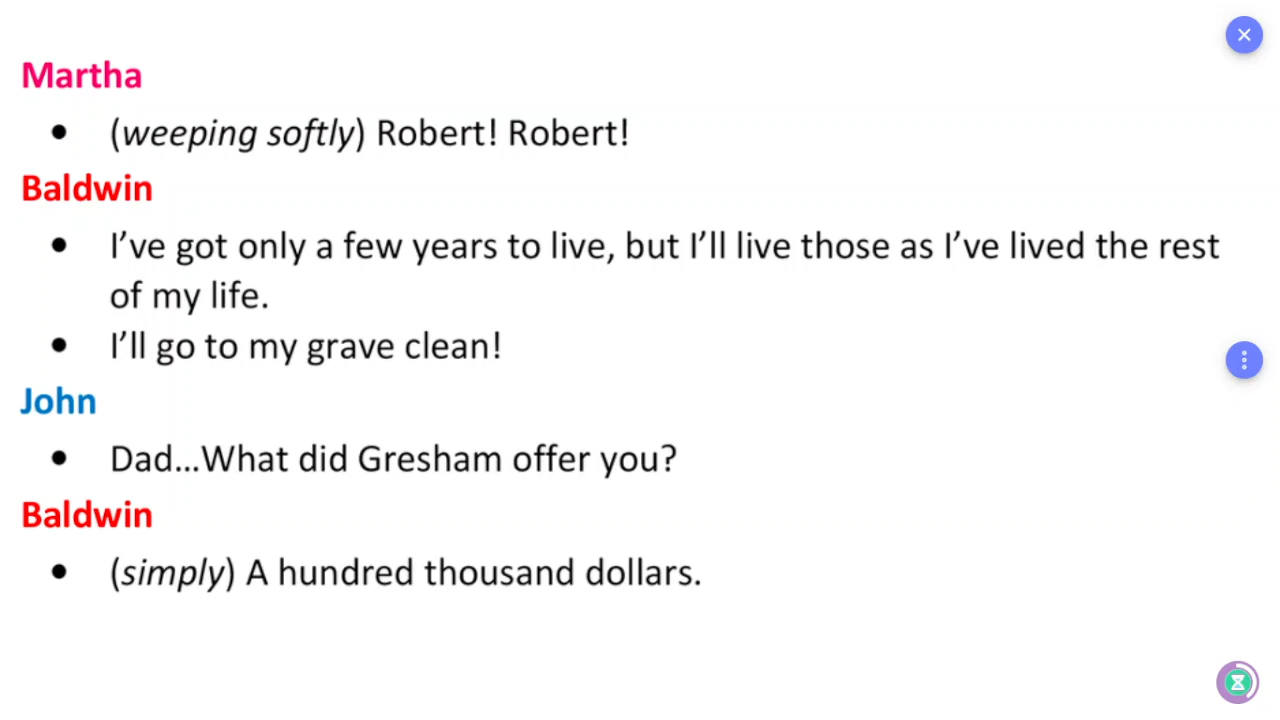 Martha
• (weeping softly) Robert! Robert!
Baldwin
• I’ve got only a few years to live, but I’ll live those as I’ve lived the rest
of my life.
• I’ll go to my grave clean!
John
• Dad...What did Gresham offer you?
Baldwin
• (simply) A hundred thousand dollars.